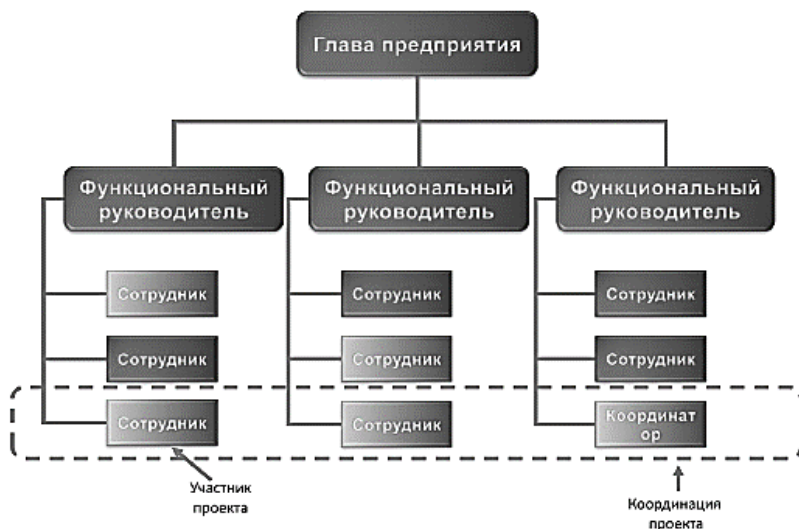 Глава предприятия
Функциональный
руководитель
Функциональный
руководитель
Функциональный
руководитель
Сотрудник
Сотрудник
Сотрудник
Сотрудник
Сотрудник
Сотрудник
Сотрудник
Сотрудник
Координат
ор
Участник
проекта
Координация
проекта